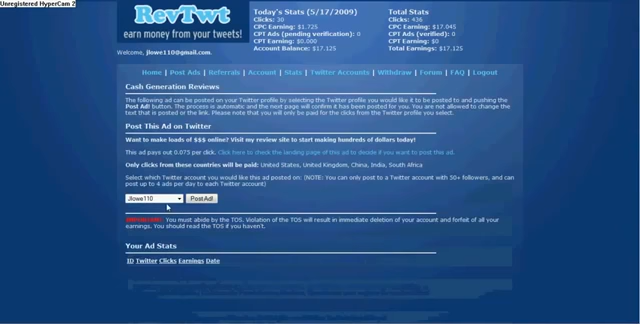 Unregistered HyperCam 2
RevTwt
earn money from your tweets!
Welcome, jlowe110@gmail.com.
Today's Stats (5/17/2009)
Clicks: 30
CPC Earning: $1.725
CPT Ads (pending verification): 0
CPT Earning: $0.000
Account Balance: $17.125
Total Stats
Clicks: 436
CPC Earning: $17.045
CPT Ads (verified): 0
CPT Earning: $0
Total Earnings: $17.125
Home | Post Ads | Referrals | Account | Stats | Twitter Accounts | Withdraw | Forum | FAQ | Logout
Cash Generation Reviews
The following ad can be posted on your Twitter profile by selecting the Twitter profile you would like it to be posted to and pushing the
Post Ad! button. The process is automatic and the next page will confirm it has been posted for you. You are not allowed to change the
text that is posted or the link. Please note that you will only be paid for the clicks from the Twitter profile you select.
Post This Ad on Twitter
Want to make loads of $$$ online? Visit my review site to start making hundreds of dollars today!
This ad pays out 0.075 per click. Click here to check the landing page of this ad to decide if you want to post this ad.
Only clicks from these countries will be paid: United States, United Kingdom, China, India, South Africa
Select which Twitter account you would like this ad posted on: (NOTE: You can only post to a Twitter account with 50+ followers, and can
post up to 4 ads per day to each Twitter account)
Jlowe110 Post Ad!
IMPORTANT: You must abide by the TOS. Violation of the TOS will result in immediate deletion of your account and forfeit of all your
earnings. You should read the TOS if you haven't.
Your Ad Stats
ID Twitter Clicks Earnings Date